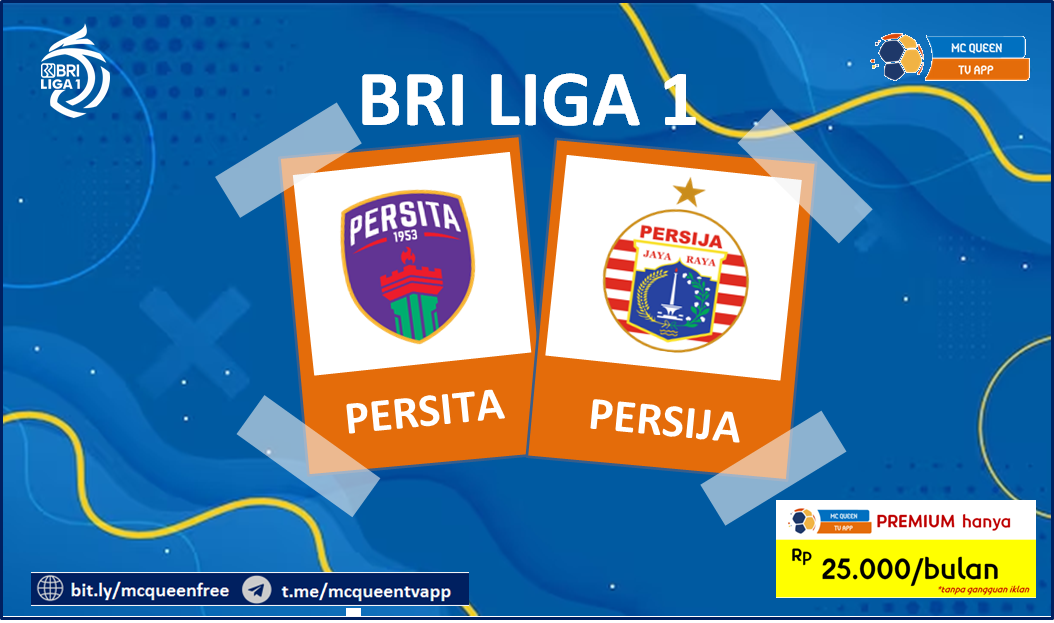 BRI
LIGA 1
MC QUEEN
TV APP
BRI LIGA 1
PERSITA
1953
PERSIJA
JAYA RAYA
PERSITA
PERSIJA
MC QUEEN
TV APP
PREMIUM hanya
Rp 25.000/bulan
*tanpa gangguan iklan
bit.ly/mcqueenfree
t.me/mcqueentvapp